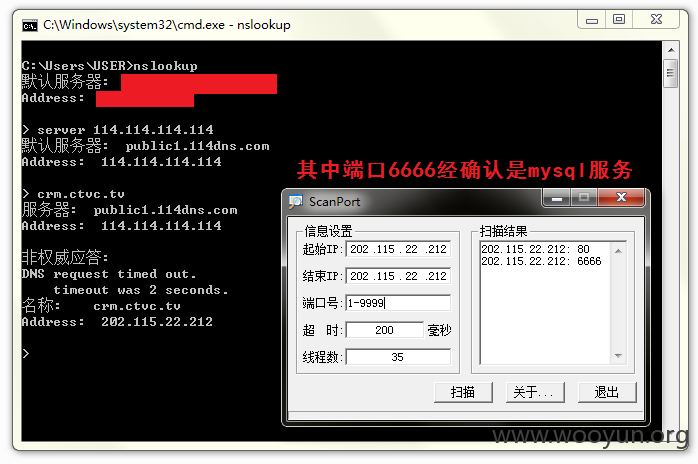 C:\Windows\system32\cmd.exe - nslookup
C:\Users\USER>nslookup
默认服务器:
Address:
> server 114.114.114.114
默认服务器: public1.114dns.com
Address: 114.114.114.114
> crm.ctvc.tv
服务器: public1.114dns.com
Address: 114.114.114.114
非权威应答:
DNS request timed out.
timeout was 2 seconds.
名称: crm.ctvc.tv
Address: 202.115.22.212
>
其中端口6666经确认是mysql服务
ScanPort
信息设置
起始IP: 202 .115 . 22 .212
结束IP: 202 .115 . 22 .212
端口号: 1-9999
超 时: 200 毫秒
线程数: 35
扫描结果
202.115.22.212: 80
202.115.22.212: 6666
扫描
关于...
退出
www.wooyun.org